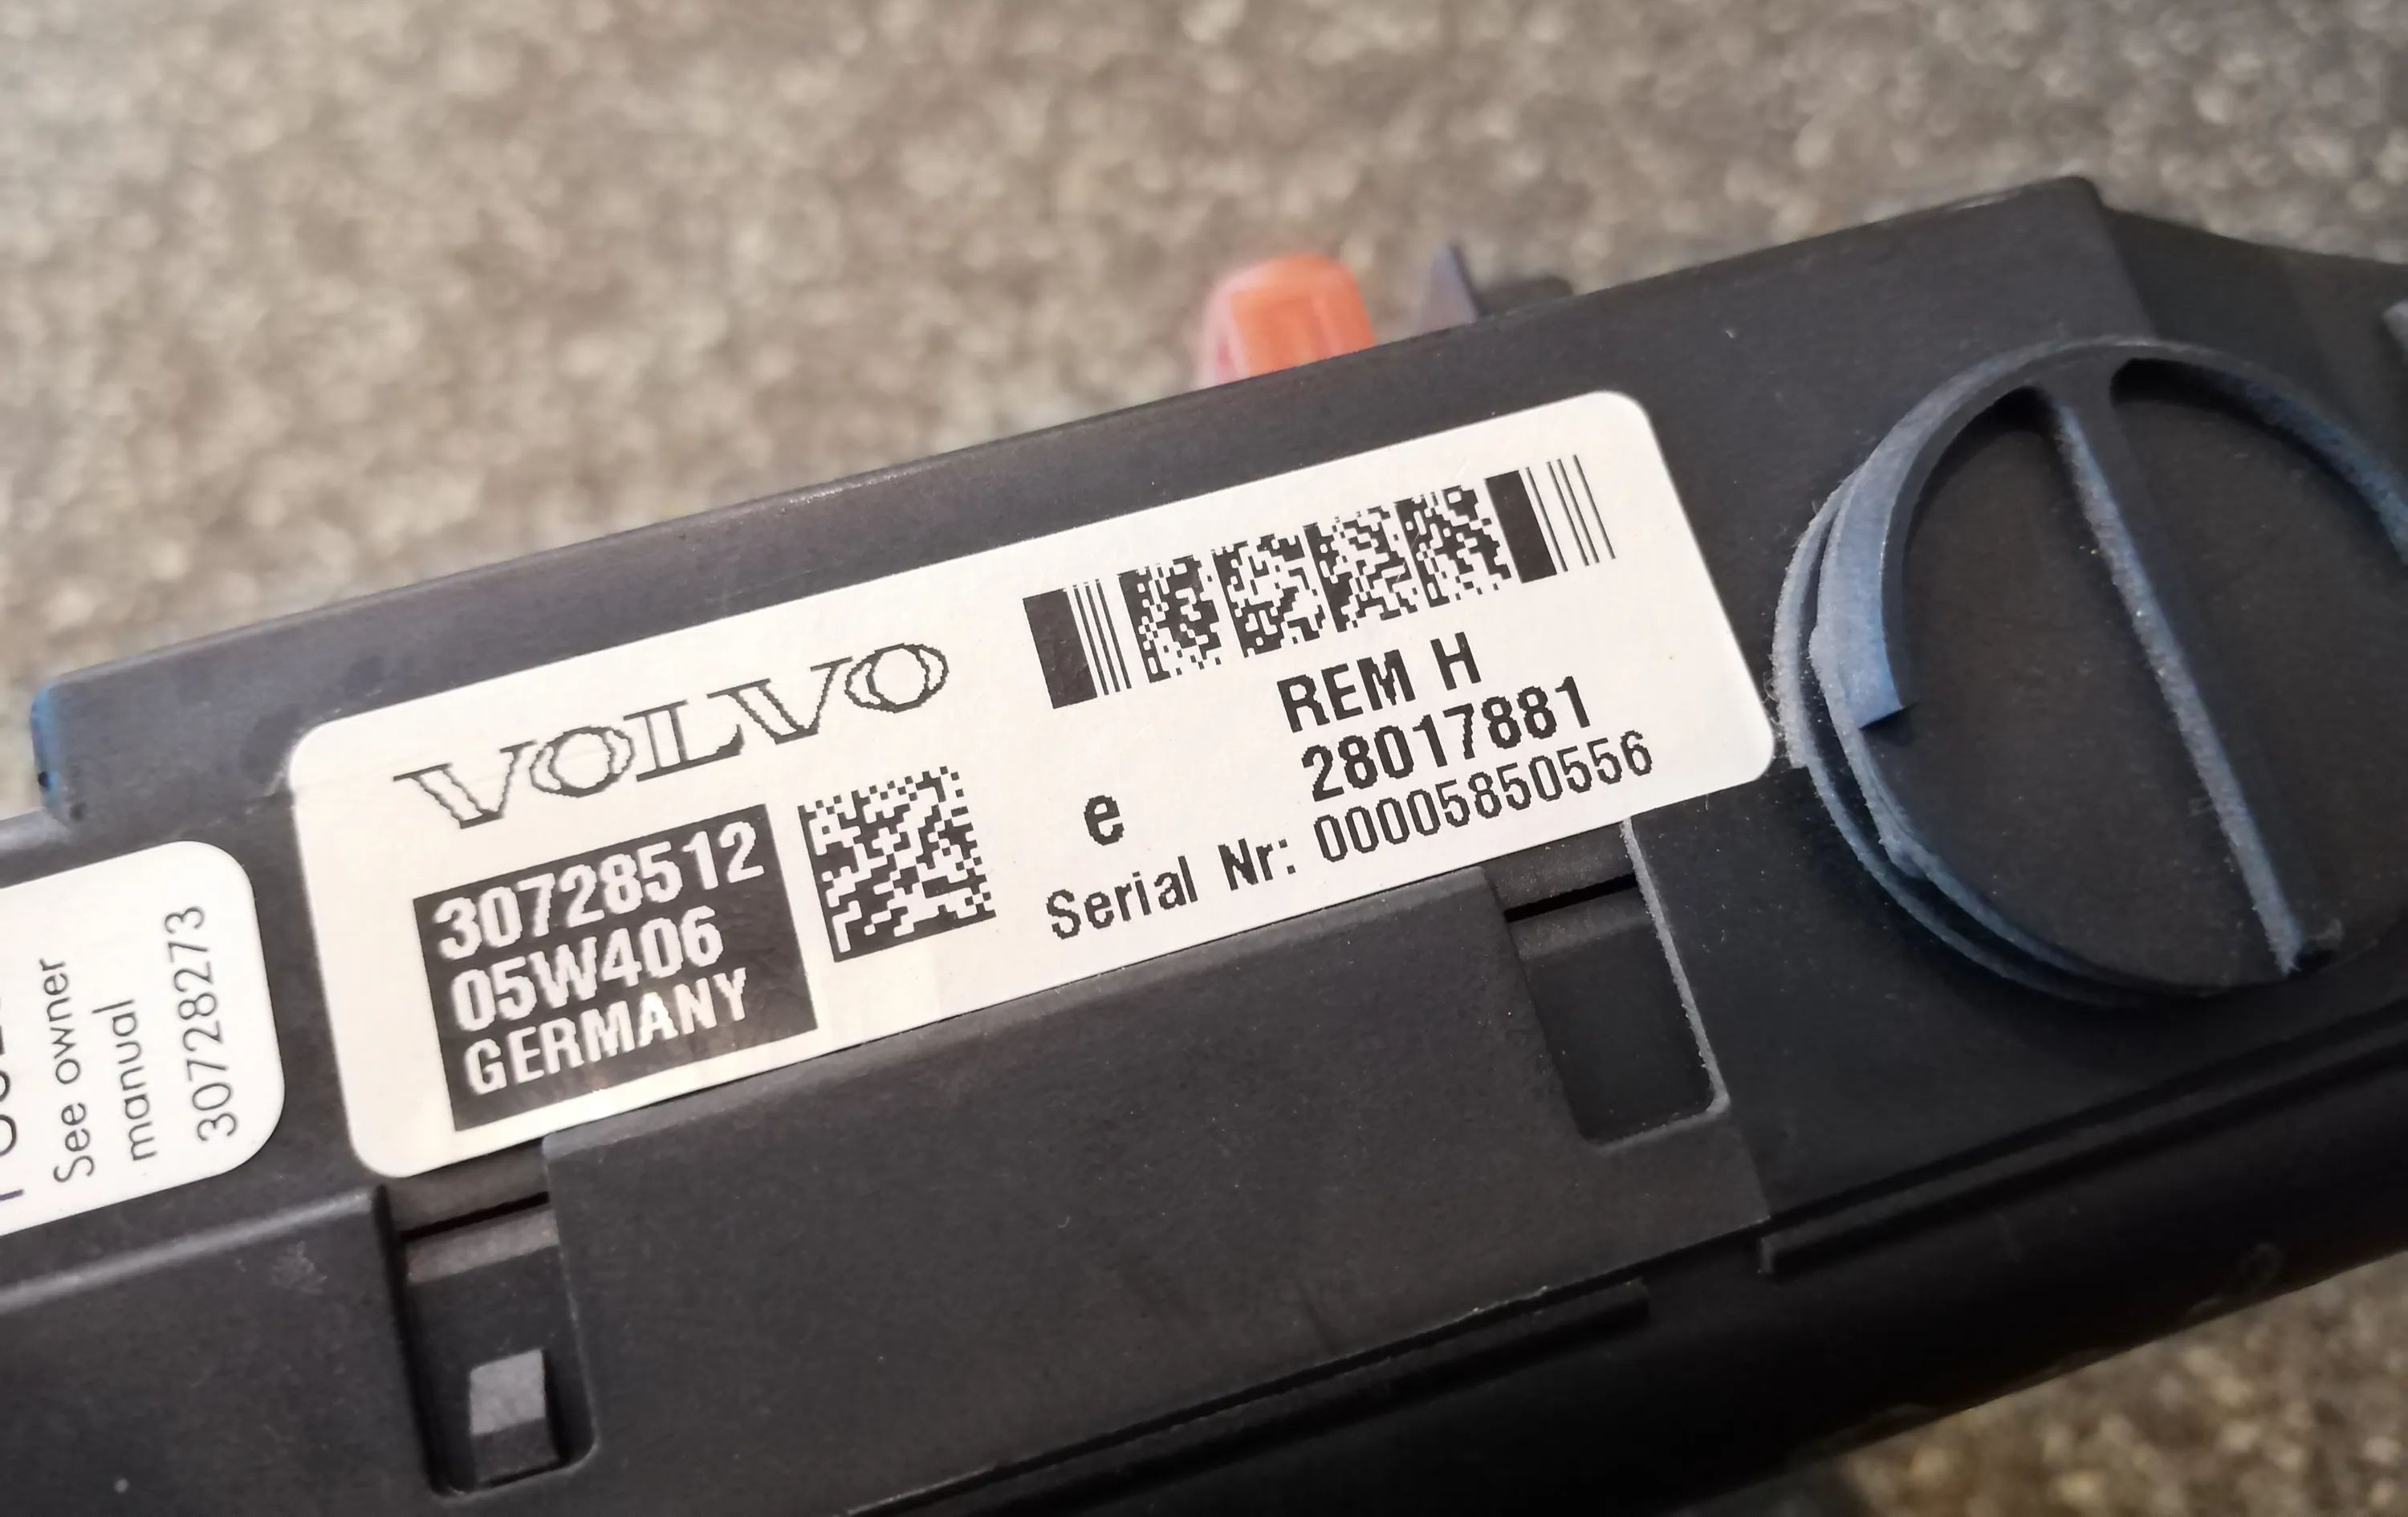 See owner
manual
30728273
VOLVO
30728512
05W406
GERMANY
REM H
28017881
e
Serial Nr: 00005850556